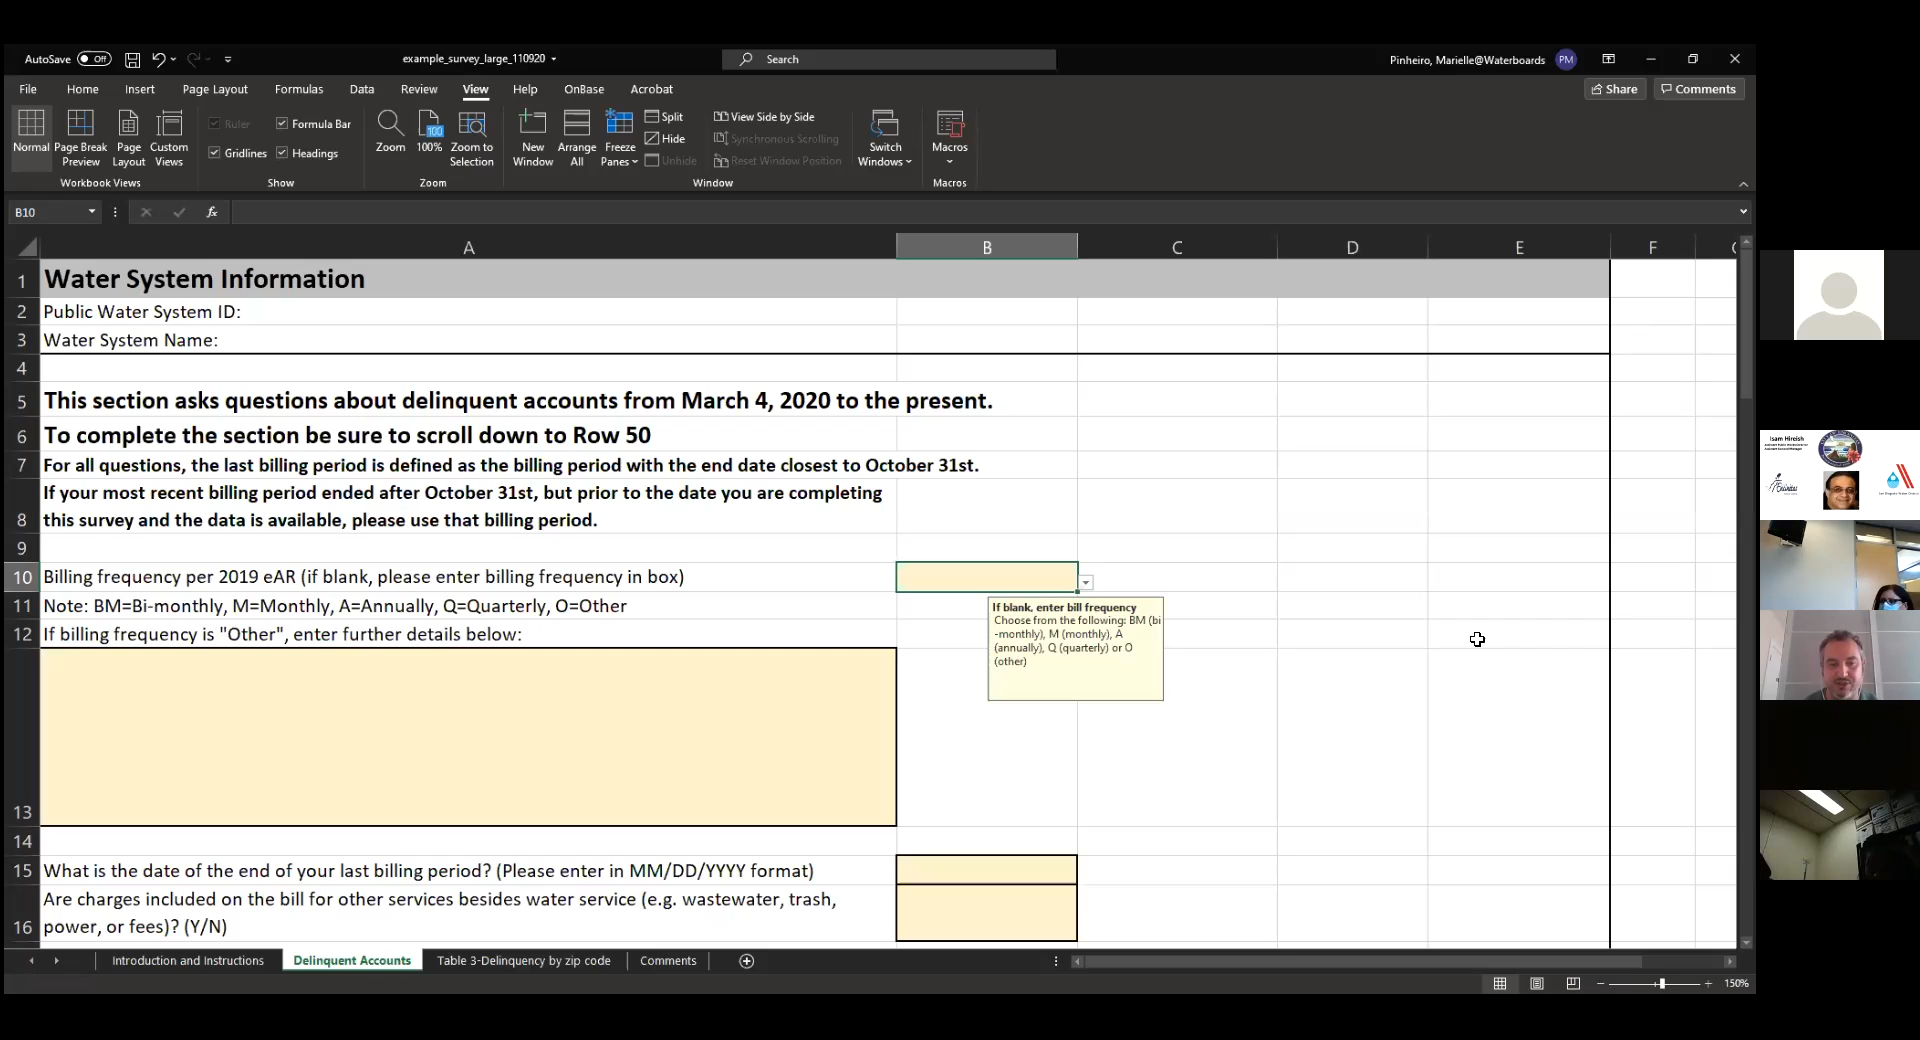 AutoSave Off
example_survey_large_110920
Search
Pinheiro, Marielle@Waterboards PM
File Home Insert Page Layout Formulas Data Review View Help OnBase Acrobat
Share Comments
Normal
Page Break Preview
Page Layout
Custom Views
Workbook Views
Ruler
Formula Bar
Gridlines
Headings
Show
Zoom
100
100%
Zoom to Selection
Zoom
New Window
Arrange All
Freeze Panes
Split
Hide
Unhide
View Side by Side
Synchronous Scrolling
Reset Window Position
Window
Switch Windows
Macros
Macros
B10
fx
A B C D E F
1 Water System Information
2 Public Water System ID:
3 Water System Name:
4
5 This section asks questions about delinquent accounts from March 4, 2020 to the present.
6 To complete the section be sure to scroll down to Row 50
7 For all questions, the last billing period is defined as the billing period with the end date closest to October 31st.
If your most recent billing period ended after October 31st, but prior to the date you are completing
8 this survey and the data is available, please use that billing period.
9
10 Billing frequency per 2019 eAR (if blank, please enter billing frequency in box)
11 Note: BM=Bi-monthly, M=Monthly, A=Annually, Q=Quarterly, O=Other
12 If billing frequency is "Other", enter further details below:
If blank, enter bill frequency
Choose from the following: BM (bi
-monthly), M (monthly), A
(annually), Q (quarterly) or O
(other)
13
14
15 What is the date of the end of your last billing period? (Please enter in MM/DD/YYYY format)
Are charges included on the bill for other services besides water service (e.g. wastewater, trash,
16 power, or fees)? (Y/N)
Introduction and Instructions Delinquent Accounts Table 3-Delinquency by zip code Comments
150%
Isam Hireish